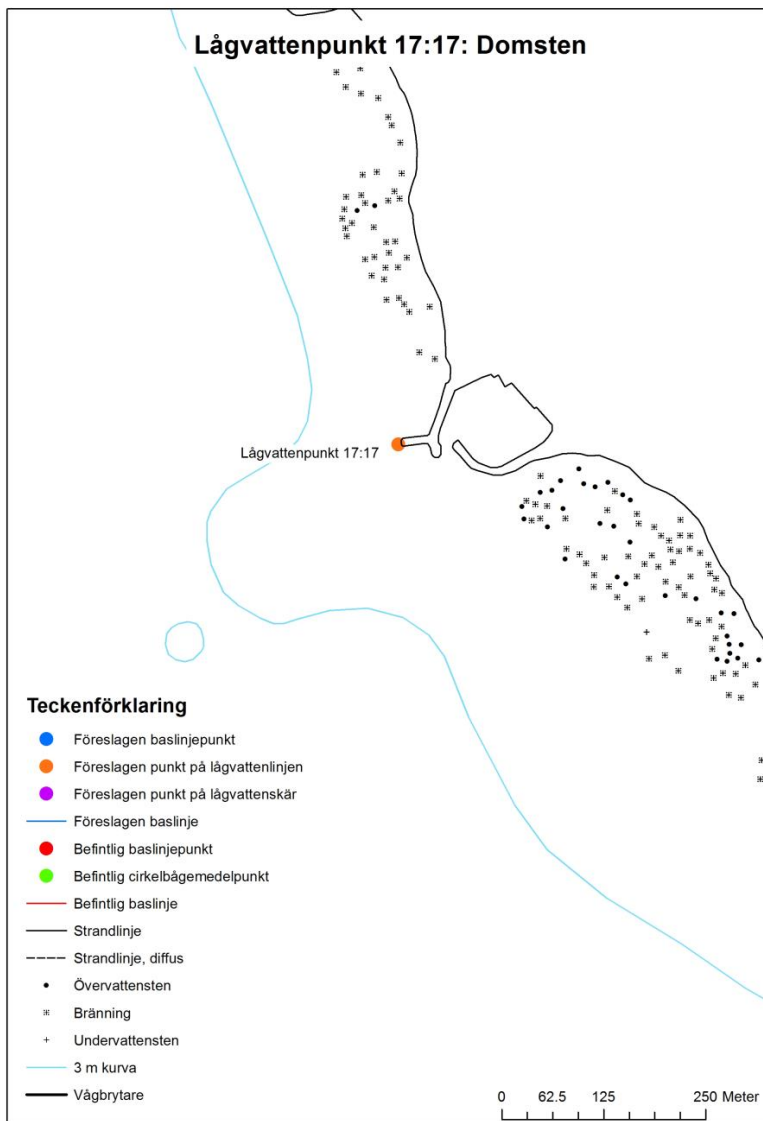 Lågvattenpunkt 17:17: Domsten
Lågvattenpunkt 17:17
Teckenförklaring
Föreslagen baslinjepunkt
Föreslagen punkt på lågvattenlinjen
Föreslagen punkt på lågvattenskär
Föreslagen baslinje
Befintlig baslinjepunkt
Befintlig cirkelbågemedelpunkt
Befintlig baslinje
Strandlinje
Strandlinje, diffus
Övervattensten
Bränning
Undervattensten
3 m kurva
Vågbrytare
0 62.5 125 250 Meter